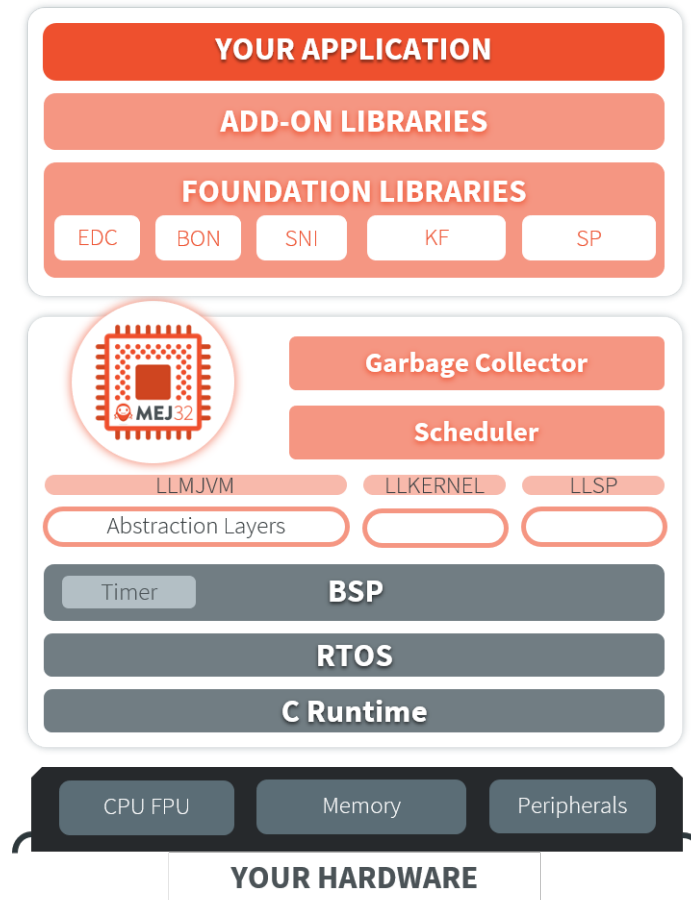 YOUR APPLICATION
ADD-ON LIBRARIES
FOUNDATION LIBRARIES
EDC BON SNI KF SP
MEJ32
Garbage Collector
Scheduler
LLMJVM LLKERNEL LLSP
Abstraction Layers
Timer BSP
RTOS
C Runtime
CPU FPU Memory Peripherals
YOUR HARDWARE